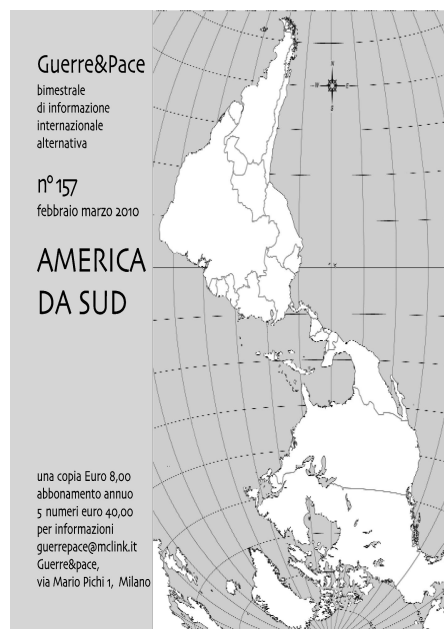 Guerre&Pace
bimestrale
di informazione
internazionale
alternativa
n° 157
febbraio marzo 2010
AMERICA
DA SUD
una copia Euro 8,00
abbonamento annuo
5 numeri euro 40,00
per informazioni
guerrepace@mclink.it
Guerre&pace,
via Mario Pichi 1, Milano